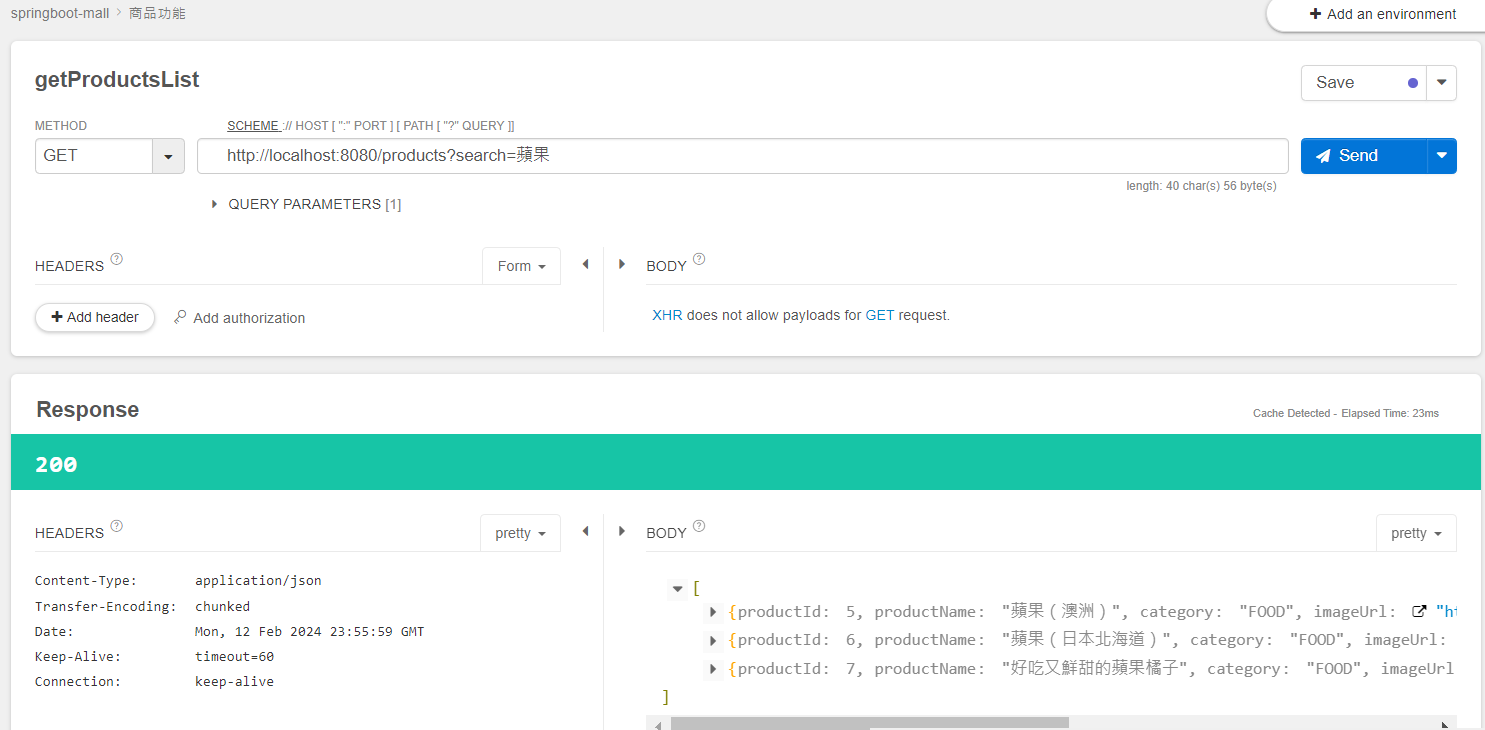 springboot-mall > 商品功能
+ Add an environment
getProductsList
Save
METHOD
SCHEME :// HOST [ ":" PORT ] [ PATH [ "?" QUERY ]]
GET
http://localhost:8080/products?search=蘋果
Send
length: 40 char(s) 56 byte(s)
QUERY PARAMETERS [1]
HEADERS ?
Form
BODY ?
+ Add header
Add authorization
XHR does not allow payloads for GET request.
Response
Cache Detected - Elapsed Time: 23ms
200
HEADERS ?
pretty
BODY ?
pretty
Content-Type: application/json
Transfer-Encoding: chunked
Date: Mon, 12 Feb 2024 23:55:59 GMT
Keep-Alive: timeout=60
Connection: keep-alive
[
{productId: 5, productName: "蘋果（澳洲）", category: "FOOD", imageUrl: "ht
{productId: 6, productName: "蘋果（日本北海道）", category: "FOOD", imageUrl:
{productId: 7, productName: "好吃又鮮甜的蘋果橘子", category: "FOOD", imageUrl
]